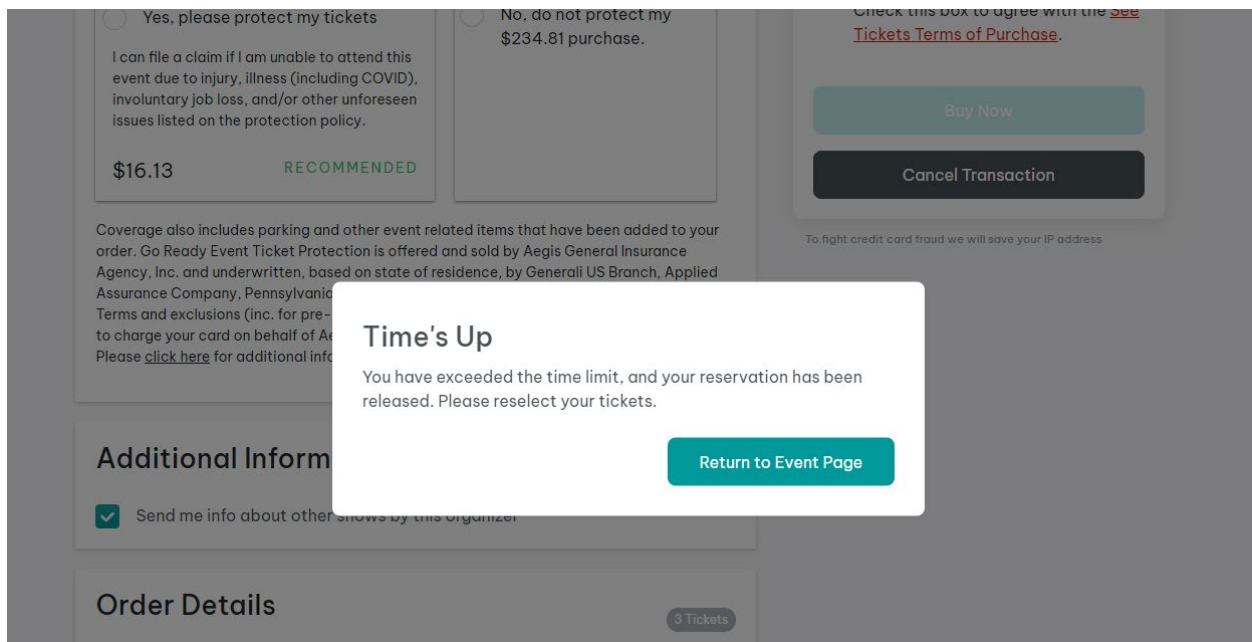 Yes, please protect my tickets
No, do not protect my
$234.81 purchase.
I can file a claim if I am unable to attend this
event due to injury, illness (including COVID),
involuntary job loss, and/or other unforeseen
issues listed on the protection policy.
$16.13
RECOMMENDED
Check this box to agree with the See
Tickets Terms of Purchase.
Buy Now
Cancel Transaction
To fight credit card fraud we will save your IP address
Coverage also includes parking and other event related items that have been added to your
order. Go Ready Event Ticket Protection is offered and sold by Aegis General Insurance
Agency, Inc. and underwritten, based on state of residence, by Generali US Branch, Applied
Assurance Company,
Terms and exclusions (inc. for pre-
to charge your card on behalf of
Please click here for additional
Time's Up
You have exceeded the time limit, and your reservation has been
released. Please reselect your tickets.
Return to Event Page
Additional
Send me info about other shows by this organizer
Order Details
3 Tickets